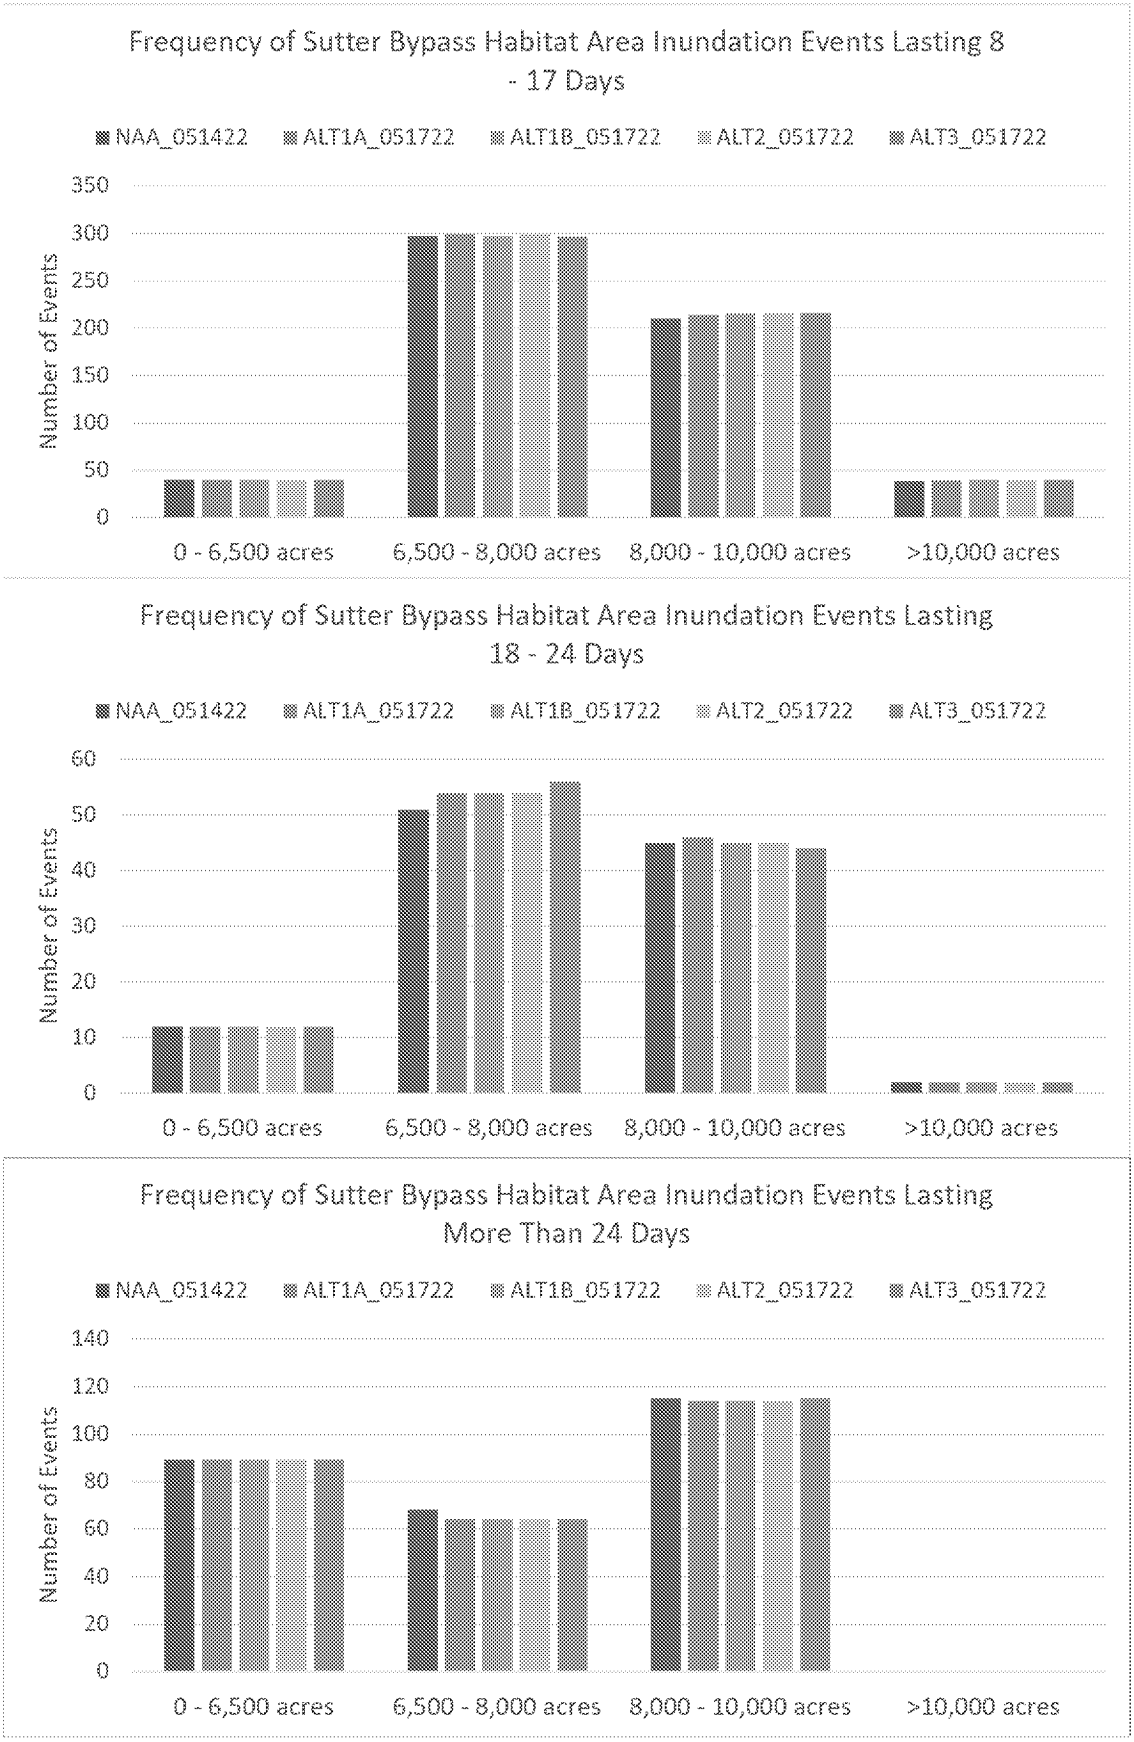 Frequency of Sutter Bypass Habitat Area Inundation Events Lasting 8
- 17 Days
NAA_051422 ALT1A_051722 ALT1B_051722 ALT2_051722 ALT3_051722
350
300
250
200
150
100
50
0
Number of Events
0 - 6,500 acres 6,500 - 8,000 acres 8,000 - 10,000 acres >10,000 acres
Frequency of Sutter Bypass Habitat Area Inundation Events Lasting
18 - 24 Days
NAA_051422 ALT1A_051722 ALT1B_051722 ALT2_051722 ALT3_051722
60
50
40
30
20
10
0
Number of Events
0 - 6,500 acres 6,500 - 8,000 acres 8,000 - 10,000 acres >10,000 acres
Frequency of Sutter Bypass Habitat Area Inundation Events Lasting
More Than 24 Days
NAA_051422 ALT1A_051722 ALT1B_051722 ALT2_051722 ALT3_051722
140
120
100
80
60
40
20
0
Number of Events
0 - 6,500 acres 6,500 - 8,000 acres 8,000 - 10,000 acres >10,000 acres